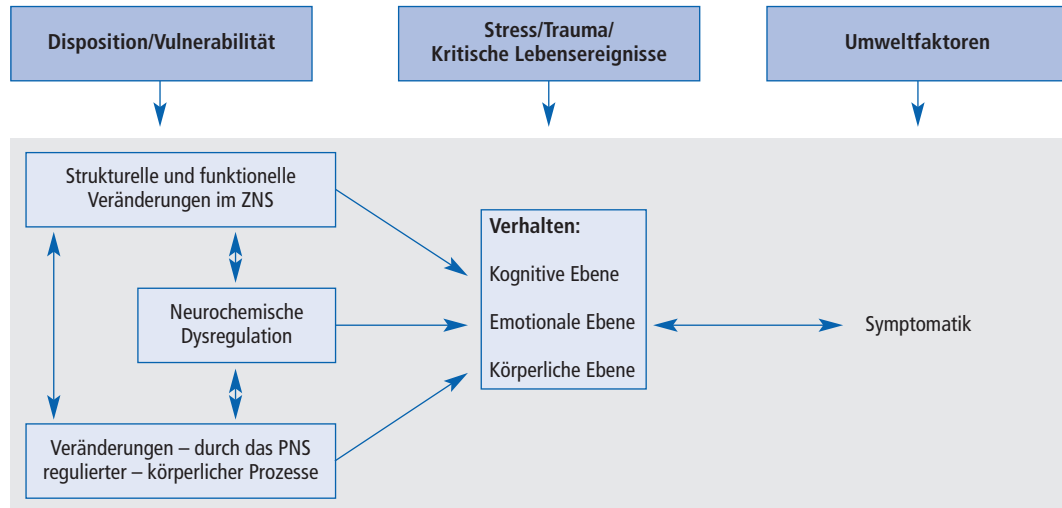 Disposition/Vulnerabilität
Stress/Trauma/
Kritische Lebensereignisse
Umweltfaktoren
Strukturelle und funktionelle
Veränderungen im ZNS
Neurochemische
Dysregulation
Veränderungen – durch das PNS
regulierter – körperlicher Prozesse
Verhalten:
Kognitive Ebene
Emotionale Ebene
Körperliche Ebene
Symptomatik